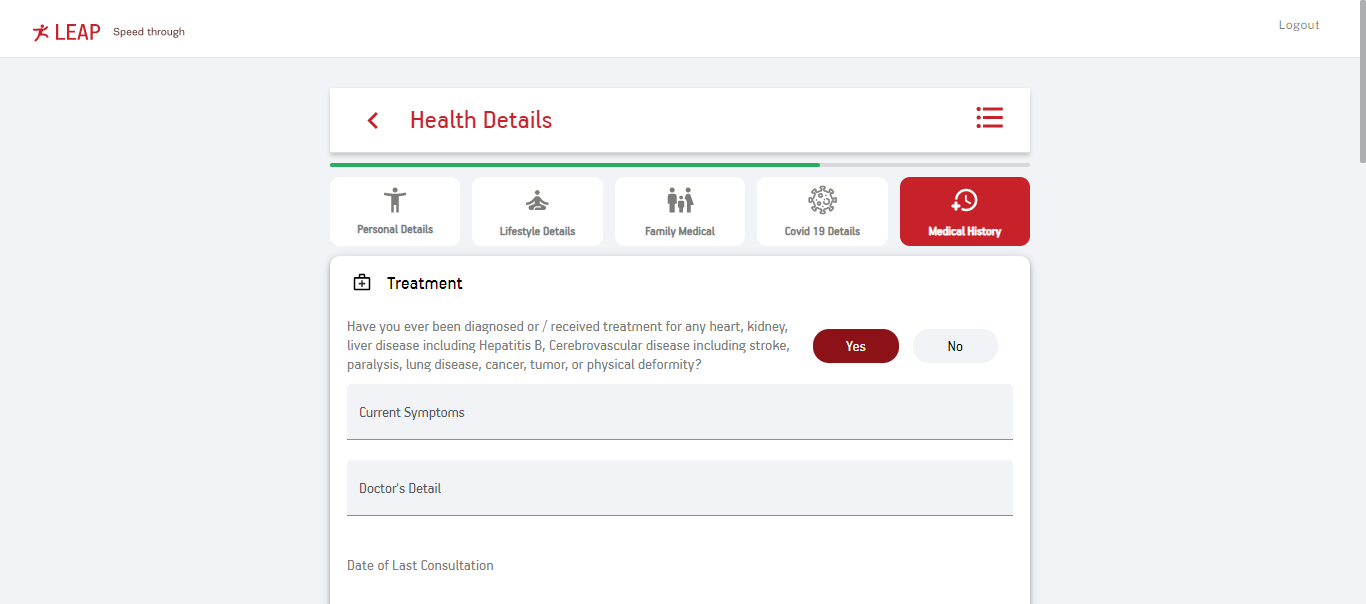 LEAP Speed through
Logout
Health Details
Personal Details
Lifestyle Details
Family Medical
Covid 19 Details
Medical History
Treatment
Have you ever been diagnosed or / received treatment for any heart, kidney,
liver disease including Hepatitis B, Cerebrovascular disease including stroke,
paralysis, lung disease, cancer, tumor, or physical deformity?
Yes
No
Current Symptoms
Doctor's Detail
Date of Last Consultation